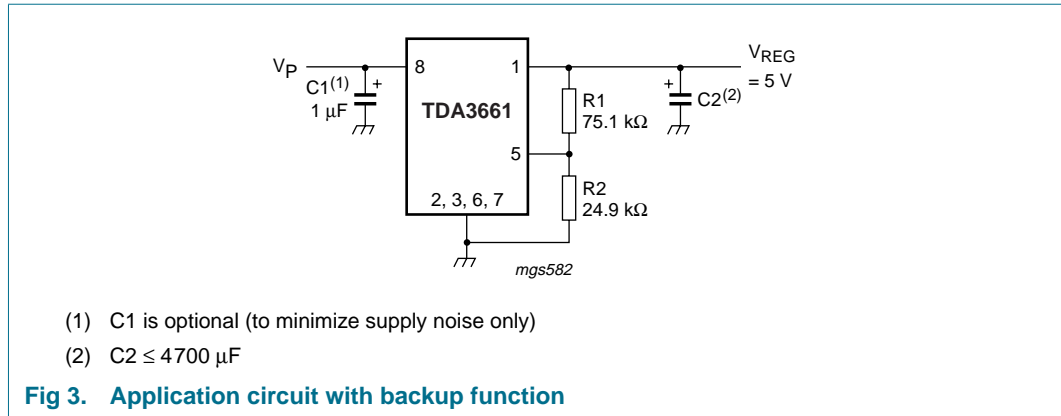 VP
C1(1)
+
1 μF
8
1
TDA3661
5
2, 3, 6, 7
R1
75.1 kΩ
R2
24.9 kΩ
+
C2(2)
VREG
= 5 V
mgs582
(1) C1 is optional (to minimize supply noise only)
(2) C2 ≤ 4700 μF
Fig 3. Application circuit with backup function